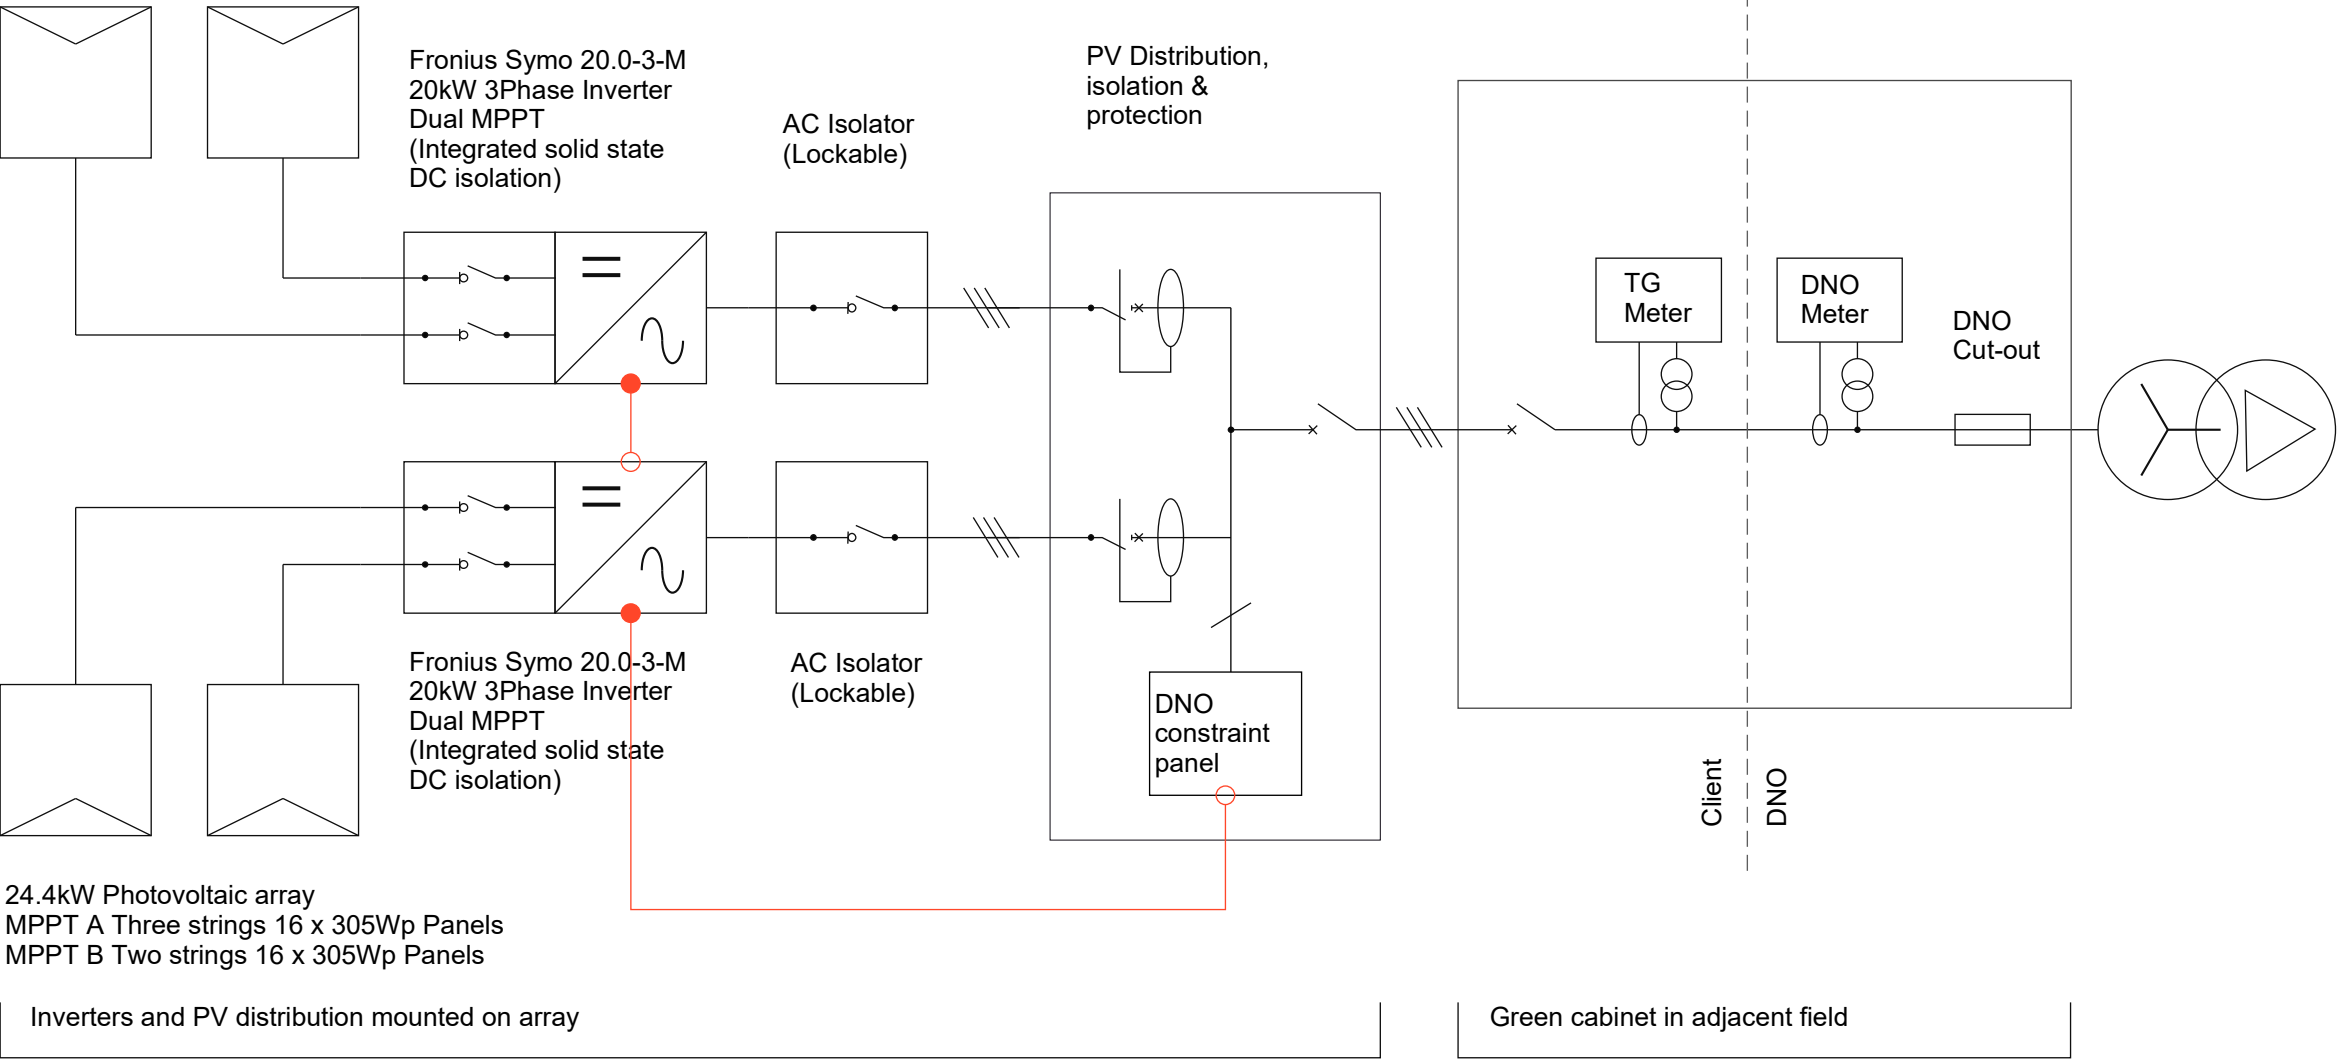 Fronius Symo 20.0-3-M
20kW 3Phase Inverter
Dual MPPT
(Integrated solid state
DC isolation)
AC Isolator
(Lockable)
PV Distribution,
isolation &
protection
TG
Meter
DNO
Meter
DNO
Cut-out
Fronius Symo 20.0-3-M
20kW 3Phase Inverter
Dual MPPT
(Integrated solid state
DC isolation)
AC Isolator
(Lockable)
DNO
constraint
panel
Client
DNO
24.4kW Photovoltaic array
MPPT A Three strings 16 x 305Wp Panels
MPPT B Two strings 16 x 305Wp Panels
Inverters and PV distribution mounted on array
Green cabinet in adjacent field